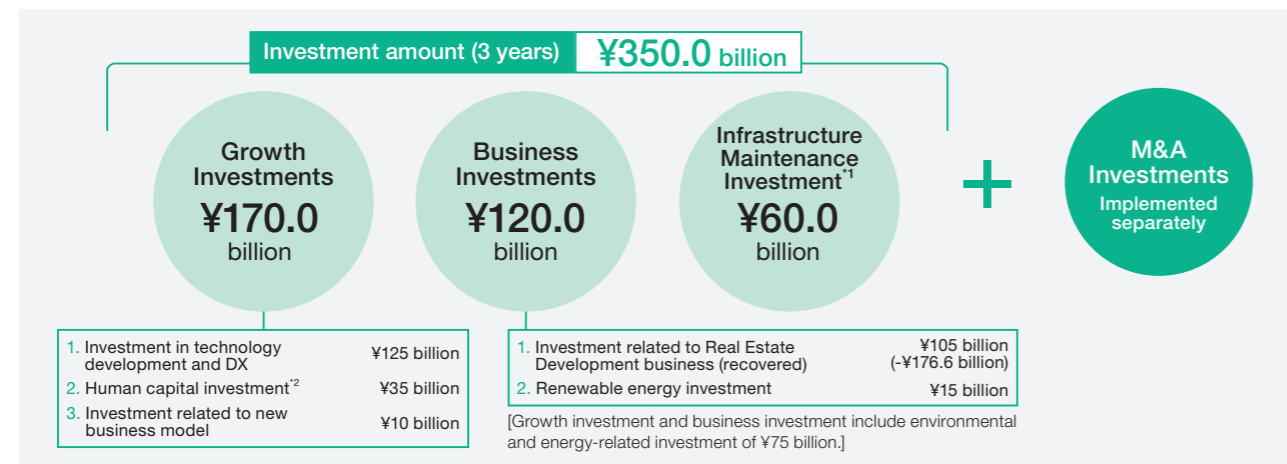 Investment amount (3 years) ¥350.0 billion
Growth
Investments
¥170.0
billion
Business
Investments
¥120.0
billion
Infrastructure
Maintenance
Investment*1
¥60.0
billion
+
M&A
Investments
Implemented
separately
1. Investment in technology
development and DX ¥125 billion
2. Human capital investment*2 ¥35 billion
3. Investment related to new
business model ¥10 billion
1. Investment related to Real Estate ¥105 billion
Development business (recovered) (-¥176.6 billion)
2. Renewable energy investment ¥15 billion
[Growth investment and business investment include environmental
and energy-related investment of ¥75 billion.]